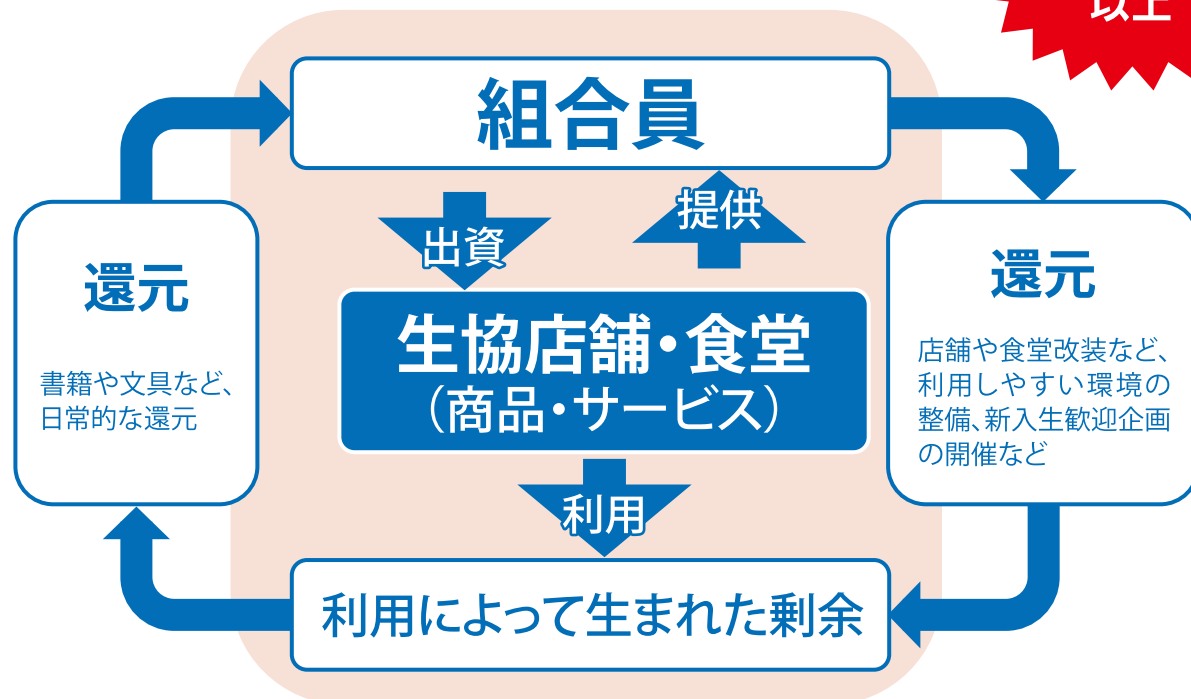 以上
組合員
出資
提供
還元
書籍や文具など、
日常的な還元
生協店舗・食堂
（商品・サービス）
還元
店舗や食堂改装など、
利用しやすい環境の
整備、新入生歓迎企画
の開催など
利用
利用によって生まれた剰余